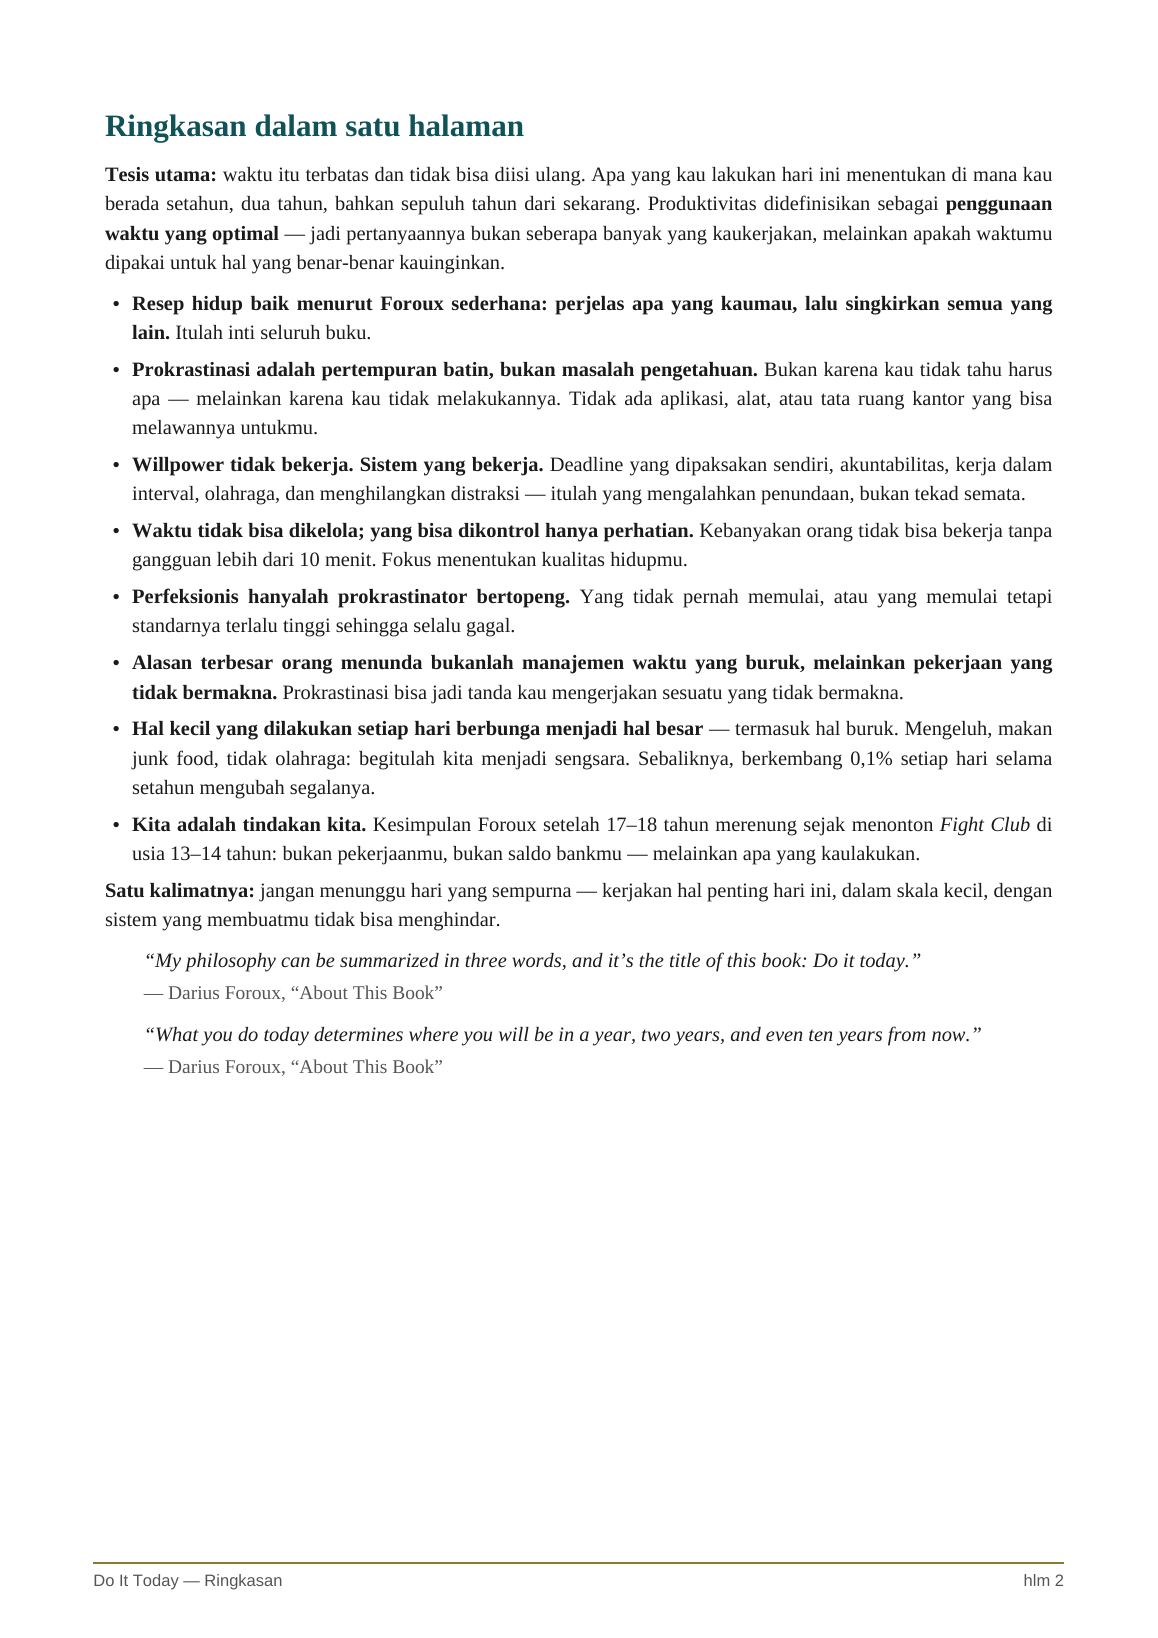 Ringkasan dalam satu halaman
Tesis utama: waktu itu terbatas dan tidak bisa diisi ulang. Apa yang kau lakukan hari ini menentukan di mana kau
berada setahun, dua tahun, bahkan sepuluh tahun dari sekarang. Produktivitas didefinisikan sebagai penggunaan
waktu yang optimal — jadi pertanyaannya bukan seberapa banyak yang kaukerjakan, melainkan apakah waktumu
dipakai untuk hal yang benar-benar kauinginkan.
• Resep hidup baik menurut Foroux sederhana: perjelas apa yang kaumau, lalu singkirkan semua yang
lain. Itulah inti seluruh buku.
• Prokrastinasi adalah pertempuran batin, bukan masalah pengetahuan. Bukan karena kau tidak tahu harus
apa — melainkan karena kau tidak melakukannya. Tidak ada aplikasi, alat, atau tata ruang kantor yang bisa
melawannya untukmu.
• Willpower tidak bekerja. Sistem yang bekerja. Deadline yang dipaksakan sendiri, akuntabilitas, kerja dalam
interval, olahraga, dan menghilangkan distraksi — itulah yang mengalahkan penundaan, bukan tekad semata.
• Waktu tidak bisa dikelola; yang bisa dikontrol hanya perhatian. Kebanyakan orang tidak bisa bekerja tanpa
gangguan lebih dari 10 menit. Fokus menentukan kualitas hidupmu.
• Perfeksionis hanyalah prokrastinator bertopeng. Yang tidak pernah memulai, atau yang memulai tetapi
standarnya terlalu tinggi sehingga selalu gagal.
• Alasan terbesar orang menunda bukanlah manajemen waktu yang buruk, melainkan pekerjaan yang
tidak bermakna. Prokrastinasi bisa jadi tanda kau mengerjakan sesuatu yang tidak bermakna.
• Hal kecil yang dilakukan setiap hari berbunga menjadi hal besar — termasuk hal buruk. Mengeluh, makan
junk food, tidak olahraga: begitulah kita menjadi sengsara. Sebaliknya, berkembang 0,1% setiap hari selama
setahun mengubah segalanya.
• Kita adalah tindakan kita. Kesimpulan Foroux setelah 17–18 tahun merenung sejak menonton Fight Club di
usia 13–14 tahun: bukan pekerjaanmu, bukan saldo bankmu — melainkan apa yang kaulakukan.
Satu kalimatnya: jangan menunggu hari yang sempurna — kerjakan hal penting hari ini, dalam skala kecil, dengan
sistem yang membuatmu tidak bisa menghindar.
“My philosophy can be summarized in three words, and it’s the title of this book: Do it today.”
— Darius Foroux, “About This Book”
“What you do today determines where you will be in a year, two years, and even ten years from now.”
— Darius Foroux, “About This Book”
Do It Today — Ringkasan
hlm 2